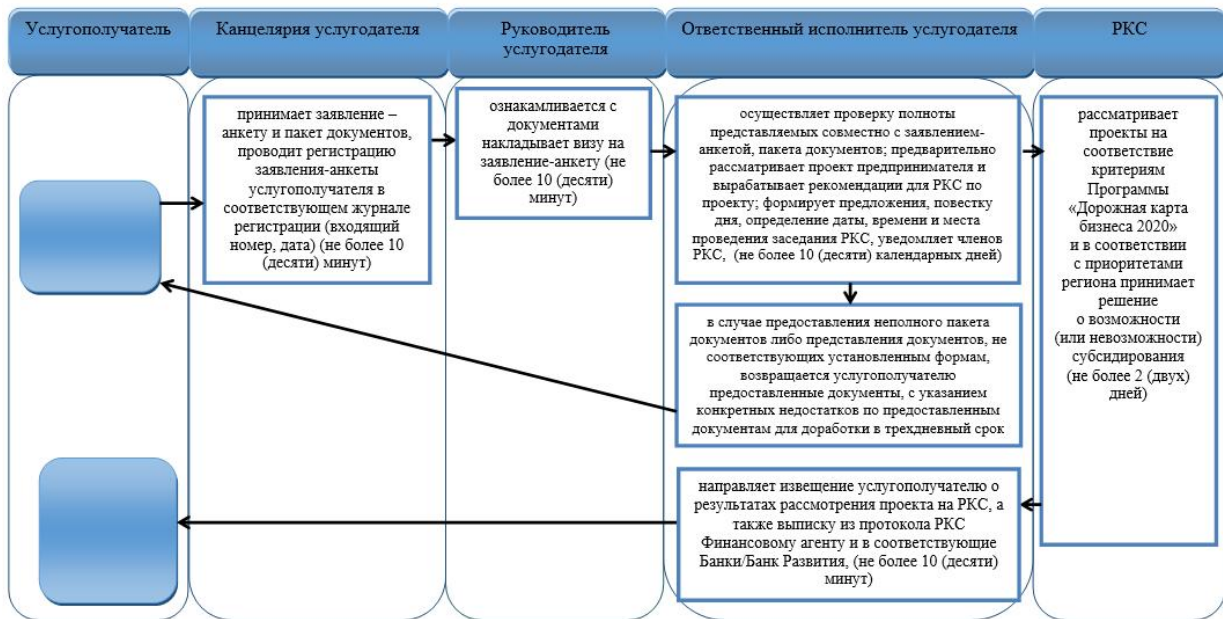 Услугополучатель
Канцелярия услугодателя
Руководитель
услугодателя
Ответственный исполнитель услугодателя
РКС
принимает заявление –
анкету и пакет документов,
проводит регистрацию
заявления-анкеты
услугополучателя в
соответствующем журнале
регистрации (входящий
номер, дата) (не более 10
(десяти) минут)
ознакамливается с
документами
накладывает визу на
заявление-анкету (не
более 10 (десяти)
минут)
осуществляет проверку полноты
представляемых совместно с заявлением-
анкетой, пакета документов; предварительно
рассматривает проект предпринимателя и
вырабатывает рекомендации для РКС по
проекту; формирует предложения, повестку
дня, определение даты, времени и места
проведения заседания РКС, уведомляет членов
РКС, (не более 10 (десяти) календарных дней)
в случае предоставления неполного пакета
документов либо представления документов, не
соответствующих установленным формам,
возвращается услугополучателю
предоставленные документы, с указанием
конкретных недостатков по предоставленным
документам для доработки в трехдневный срок
направляет извещение услугополучателю о
результатах рассмотрения проекта на РКС, а
также выписку из протокола РКС
Финансовому агенту и в соответствующие
Банки/Банк Развития, (не более 10 (десяти)
минут)
рассматривает
проекты на
соответствие
критериям
Программы
«Дорожная карта
бизнеса 2020»
и в соответствии
с приоритетами
региона принимает
решение
о возможности
(или невозможности)
субсидирования
(не более 2 (двух)
дней)